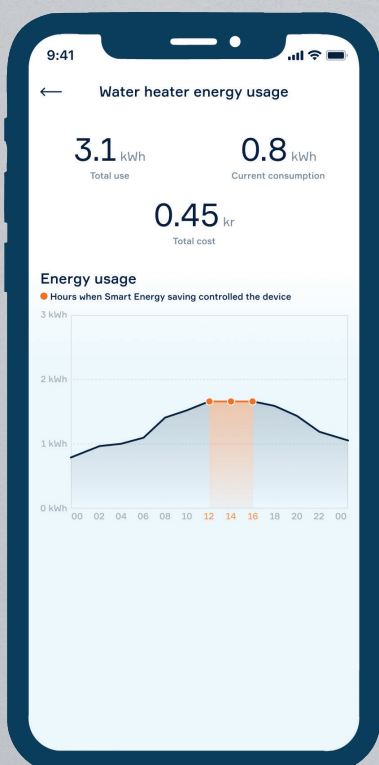 9:41
Water heater energy usage
3.1 kWh
Total use
0.8 kWh
Current consumption
0.45 kr
Total cost
Energy usage
Hours when Smart Energy saving controlled the device
3 kWh
2 kWh
1 kWh
0 kWh
00 02 04 06 08 10 12 14 16 18 20 22 00